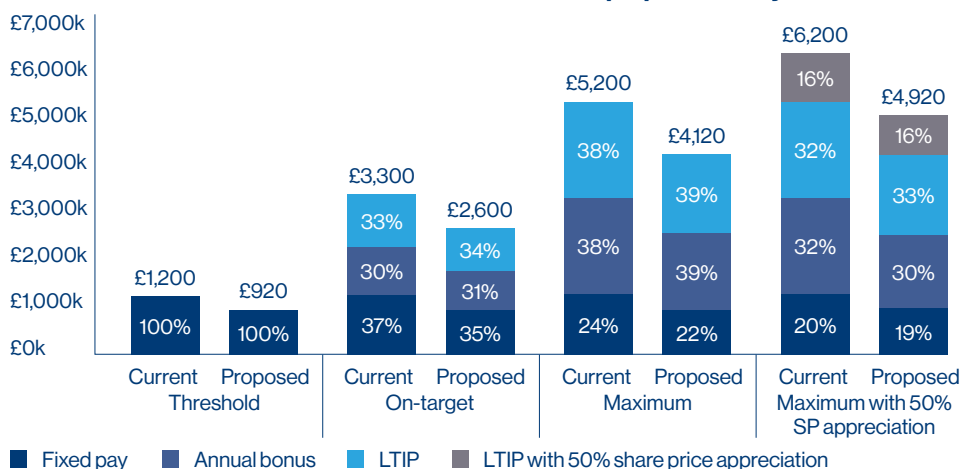 £7,000k
£6,000k
£5,000k
£4,000k
£3,000k
£2,000k
£1,000k
£0k
£1,200
100%
£920
100%
£3,300
33%
30%
37%
£2,600
34%
31%
35%
£5,200
38%
38%
24%
£4,120
39%
39%
22%
£6,200
16%
32%
32%
20%
£4,920
16%
33%
30%
19%
Current Proposed
Threshold
Current Proposed
On-target
Current Proposed
Maximum
Current Proposed
Maximum with 50%
SP appreciation
Fixed pay Annual bonus LTIP LTIP with 50% share price appreciation